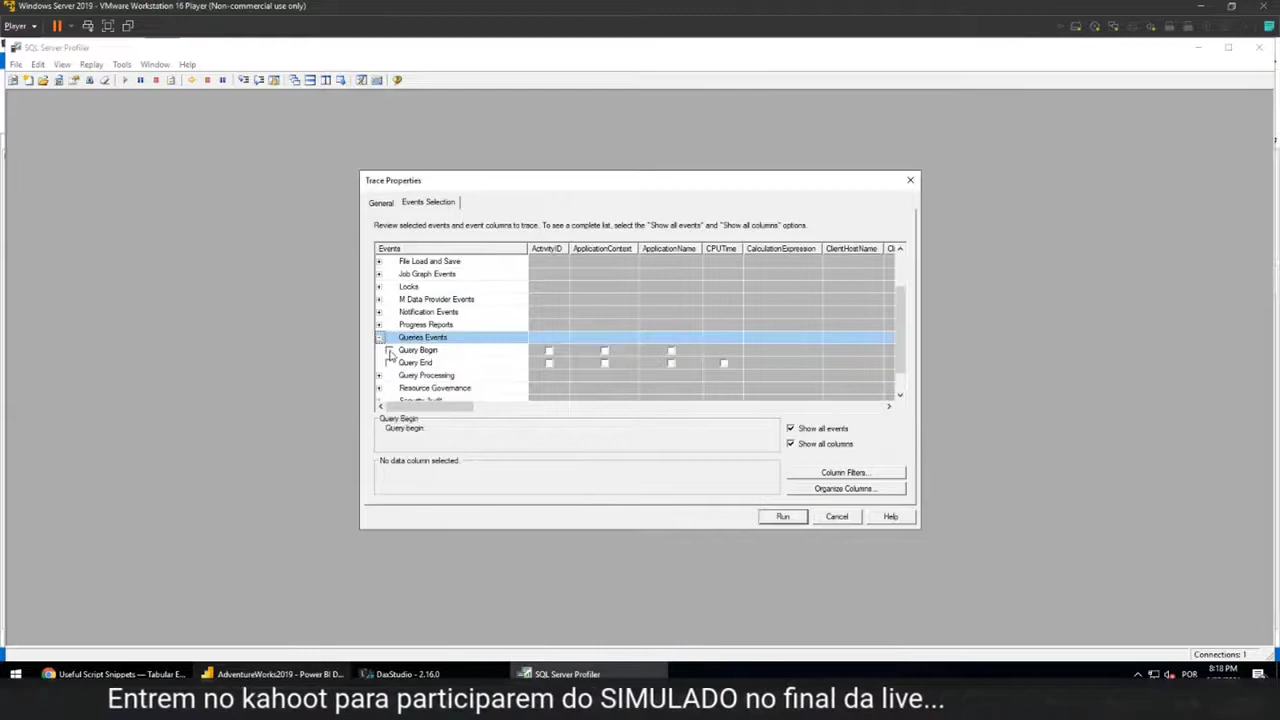 Windows Server 2019 - VMware Workstation 16 Player (Non-commercial use only)
Player
SQL Server Profiler
File Edit View Replay Tools Window Help
Trace Properties
General Events Selection
Review selected events and event columns to trace. To see a complete list, select the "Show all events" and "Show all columns" options.
Events ActivityID ApplicationContext ApplicationName CPUTime CalculationExpression ClientHostName Cli
File Load and Save
Job Graph Events
Locks
M Data Provider Events
Notification Events
Progress Reports
Queries Events
Query Begin
Query End
Query Processing
Resource Governance
Security Audit
Query Begin
Query begin.
Show all events
No data column selected.
Show all columns
Column Filters...
Organize Columns...
Run Cancel Help
Connections: 1
Useful Script Snippets — Tabular E... AdventureWorks2019 - Power BI D... DaxStudio - 2.16.0 SQL Server Profiler POR 8:18 PM
Entrem no kahoot para participarem do SIMULADO no final da live...